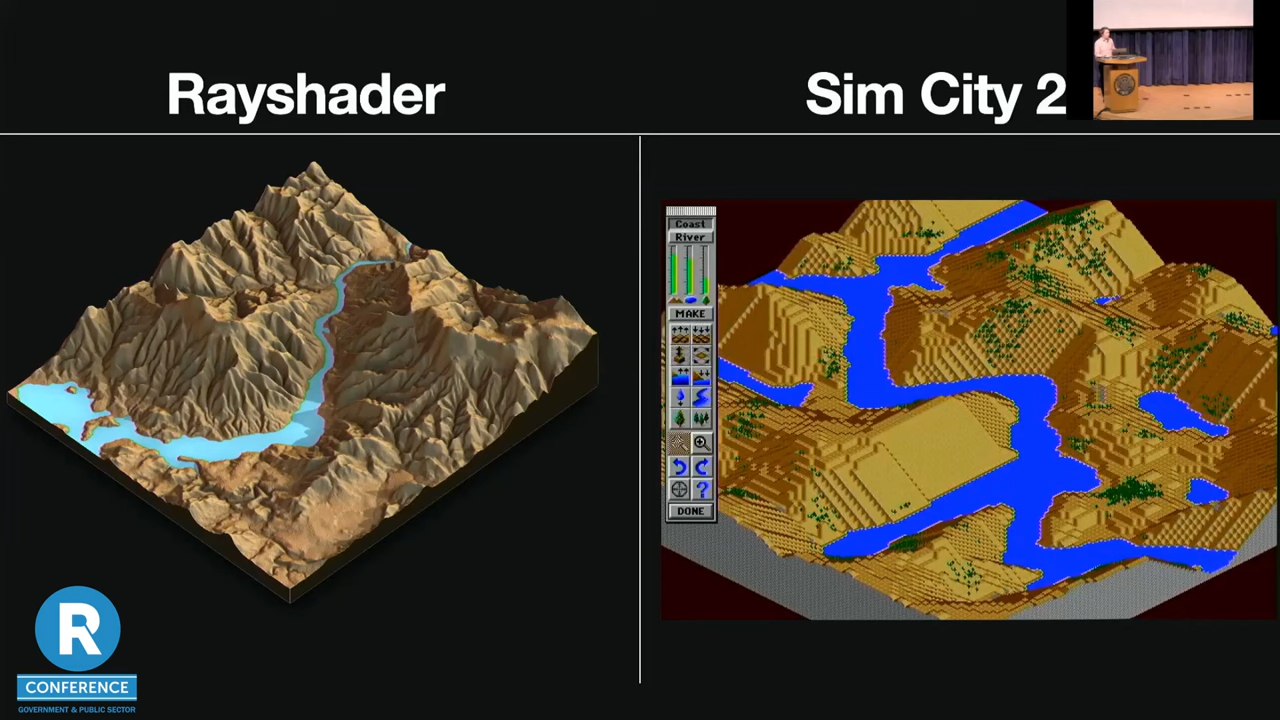 Rayshader
Sim City 2
Coast
River
MAKE
?
DONE
R
CONFERENCE
GOVERNMENT & PUBLIC SECTOR